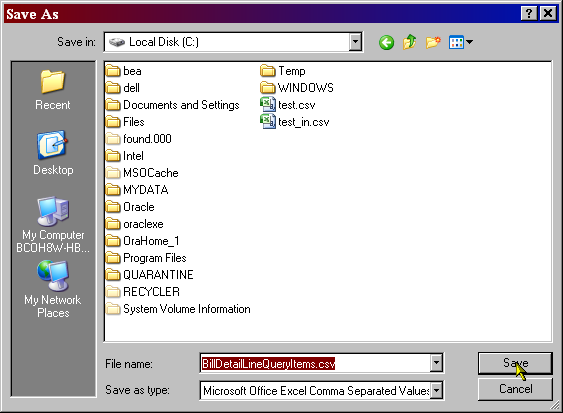 Save As
Save in:
Local Disk (C:)
Recent
Desktop
My Computer
BCOH8W-HB...
My Network
Places
bea
dell
Documents and Settings
Files
found.000
Intel
MSOCache
MYDATA
Oracle
oraclexe
OraHome_1
Program Files
QUARANTINE
RECYCLER
System Volume Information
Temp
WINDOWS
test.csv
test_in.csv
File name:
BillDetailLineQueryItems.csv
Save
Save as type:
Microsoft Office Excel Comma Separated Values
Cancel